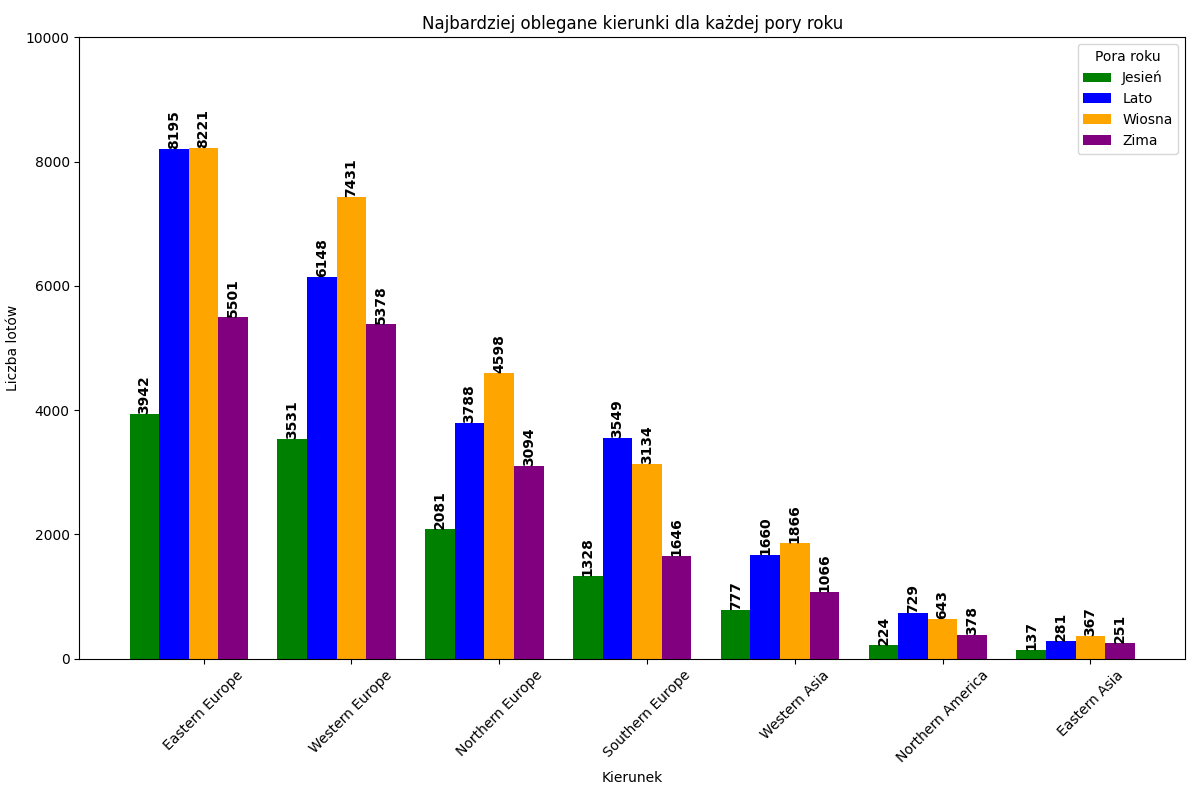 Najbardziej oblegane kierunki dla każdej pory roku
10000
8000
6000
4000
2000
0
Liczba lotów
Pora roku
Jesień
Lato
Wiosna
Zima
3942
8195
8221
5501
3531
6148
7431
5378
2081
3788
4598
3094
1328
3549
3134
1646
777
1660
1866
1066
224
729
643
378
137
281
367
251
Eastern Europe
Western Europe
Northern Europe
Southern Europe
Western Asia
Northern America
Eastern Asia
Kierunek